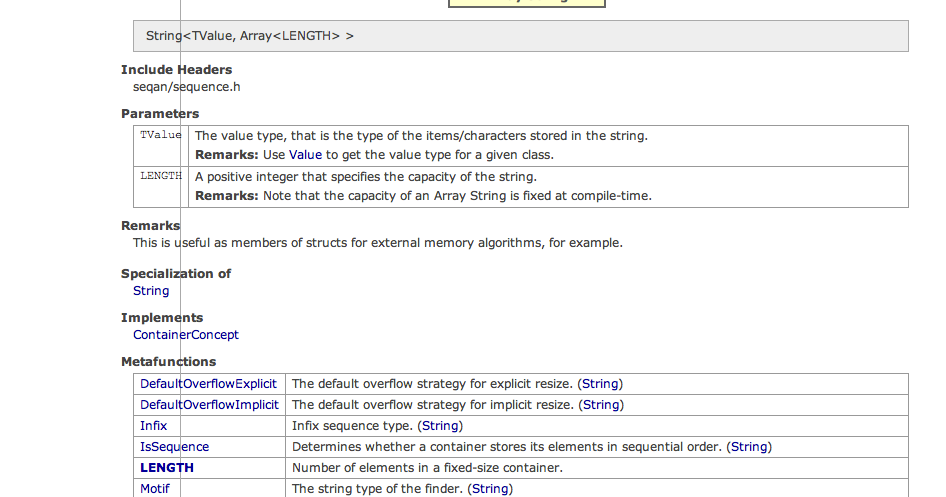 String<TValue, Array<LENGTH> >
Include Headers
seqan/sequence.h
Parameters
TValue The value type, that is the type of the items/characters stored in the string.
Remarks: Use Value to get the value type for a given class.
LENGTH A positive integer that specifies the capacity of the string.
Remarks: Note that the capacity of an Array String is fixed at compile-time.
Remarks
This is useful as members of structs for external memory algorithms, for example.
Specialization of
String
Implements
ContainerConcept
Metafunctions
DefaultOverflowExplicit The default overflow strategy for explicit resize. (String)
DefaultOverflowImplicit The default overflow strategy for implicit resize. (String)
Infix Infix sequence type. (String)
IsSequence Determines whether a container stores its elements in sequential order. (String)
LENGTH Number of elements in a fixed-size container.
Motif The string type of the finder. (String)